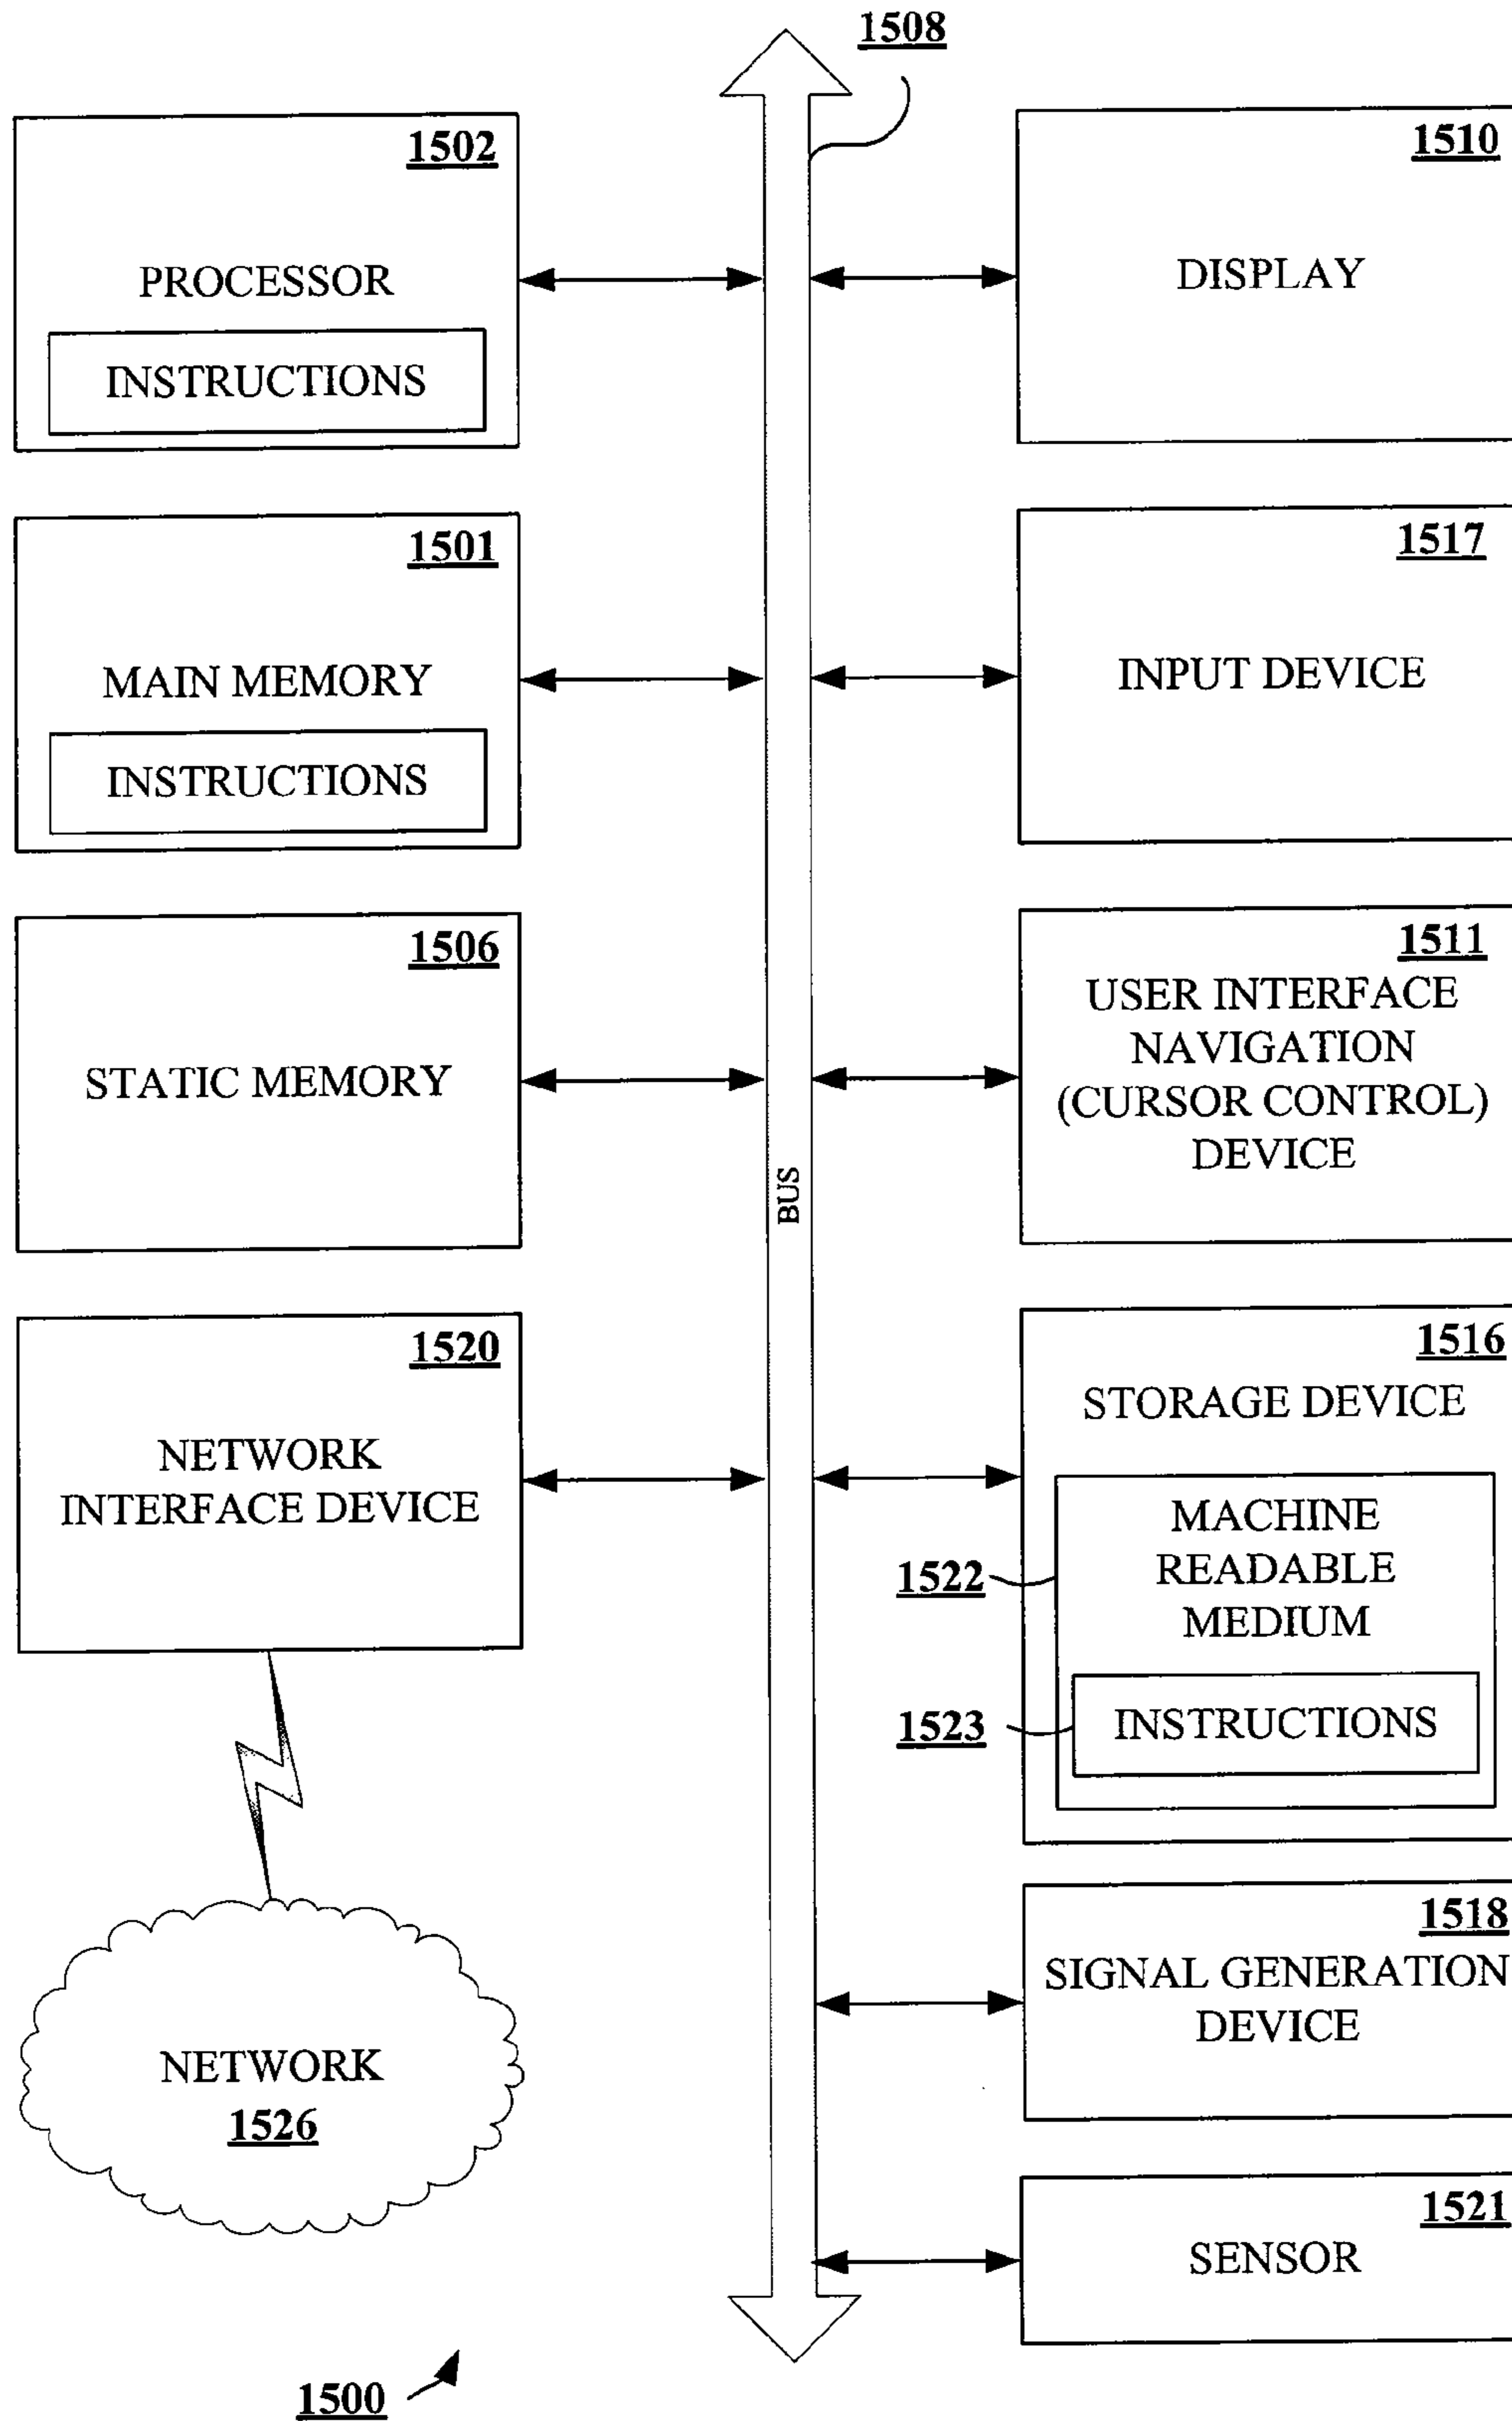 1508
1502
PROCESSOR
INSTRUCTIONS
1510
DISPLAY
1501
MAIN MEMORY
INSTRUCTIONS
1517
INPUT DEVICE
1506
STATIC MEMORY
1511
USER INTERFACE
NAVIGATION
(CURSOR CONTROL)
DEVICE
BUS
1520
NETWORK
INTERFACE DEVICE
1516
STORAGE DEVICE
MACHINE
READABLE
MEDIUM
1522
INSTRUCTIONS
1523
1518
SIGNAL GENERATION
DEVICE
NETWORK
1526
1521
SENSOR
1500